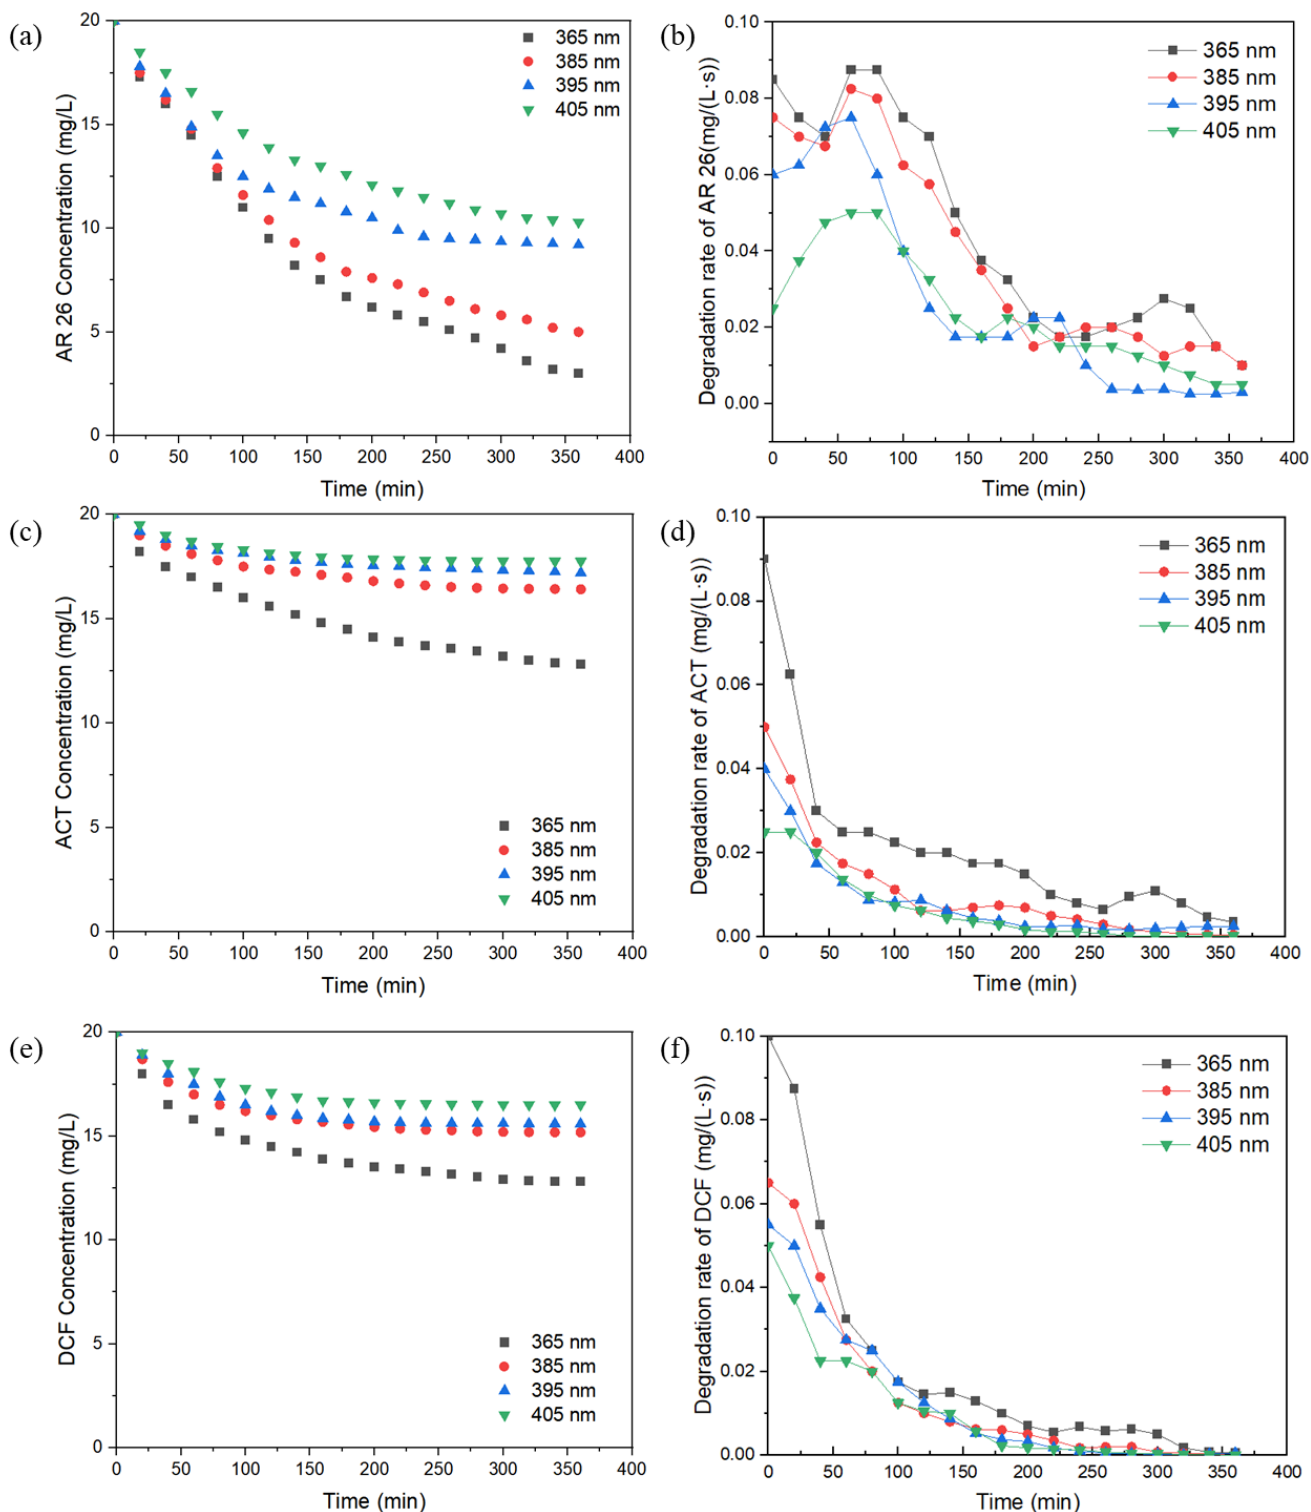 (a)
20
15
10
5
0
AR 26 Concentration (mg/L)
365 nm
385 nm
395 nm
405 nm
0 50 100 150 200 250 300 350 400
Time (min)
(b)
0.10
0.08
0.06
0.04
0.02
0.00
Degradation rate of AR 26(mg/(L·s))
365 nm
385 nm
395 nm
405 nm
0 50 100 150 200 250 300 350 400
Time (min)
(c)
20
15
10
5
0
ACT Concentration (mg/L)
365 nm
385 nm
395 nm
405 nm
0 50 100 150 200 250 300 350 400
Time (min)
(d)
0.10
0.08
0.06
0.04
0.02
0.00
Degradation rate of ACT (mg/(L·s))
365 nm
385 nm
395 nm
405 nm
0 50 100 150 200 250 300 350 400
Time (min)
(e)
20
15
10
5
0
DCF Concentration (mg/L)
365 nm
385 nm
395 nm
405 nm
0 50 100 150 200 250 300 350 400
Time (min)
(f)
0.10
0.08
0.06
0.04
0.02
0.00
Degradation rate of DCF (mg/(L·s))
365 nm
385 nm
395 nm
405 nm
0 50 100 150 200 250 300 350 400
Time (min)